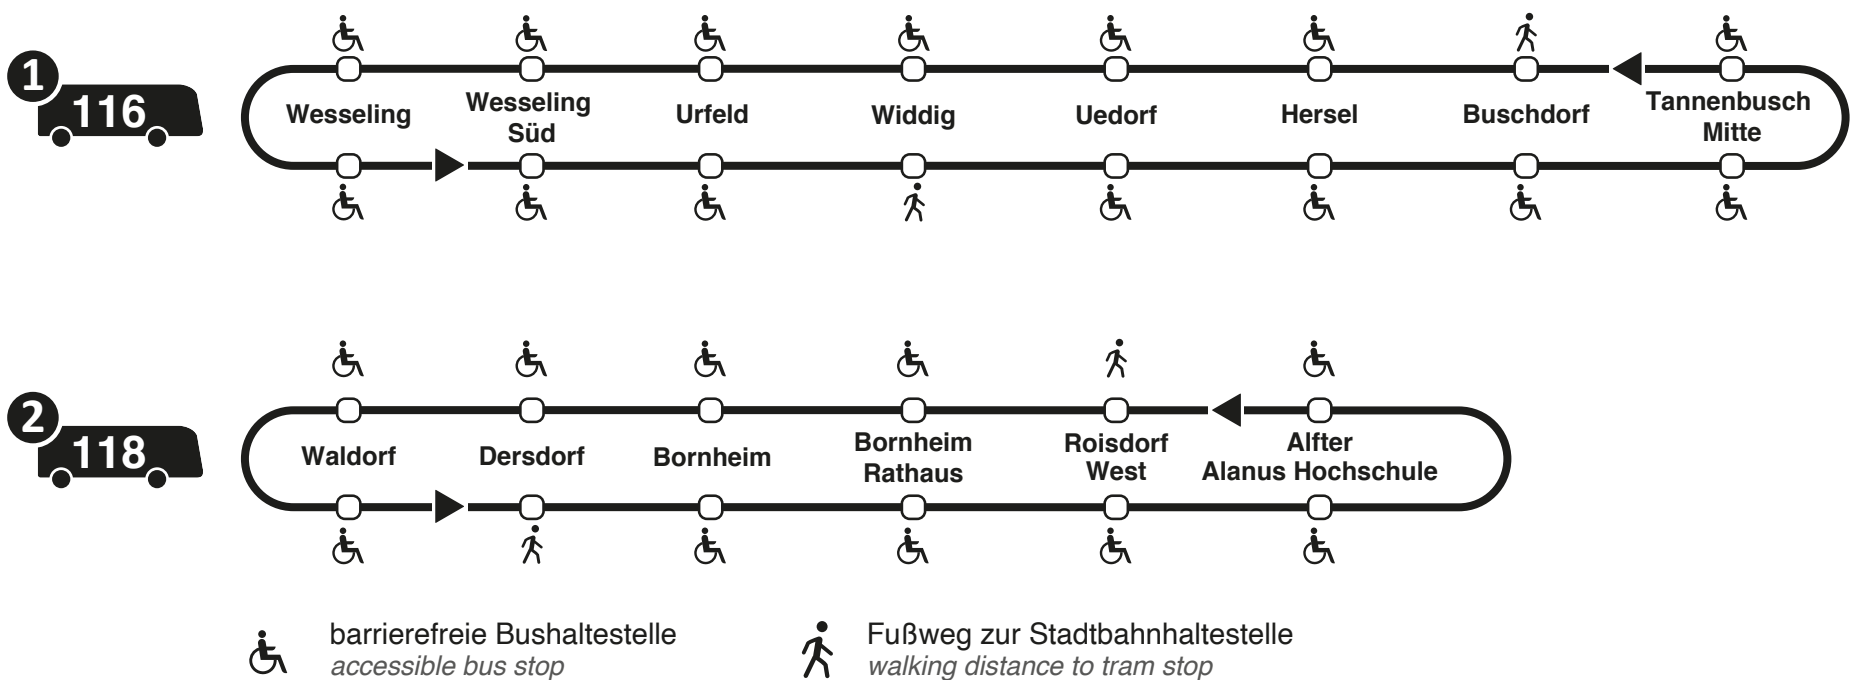 1
116
Wesseling
Wesseling
Süd
Urfeld
Widdig
Uedorf
Hersel
Buschdorf
Tannenbusch
Mitte
2
118
Waldorf
Dersdorf
Bornheim
Bornheim
Rathaus
Roisdorf
West
Alfter
Alanus Hochschule
barrierefreie Bushaltestelle
accessible bus stop
Fußweg zur Stadtbahnhaltestelle
walking distance to tram stop